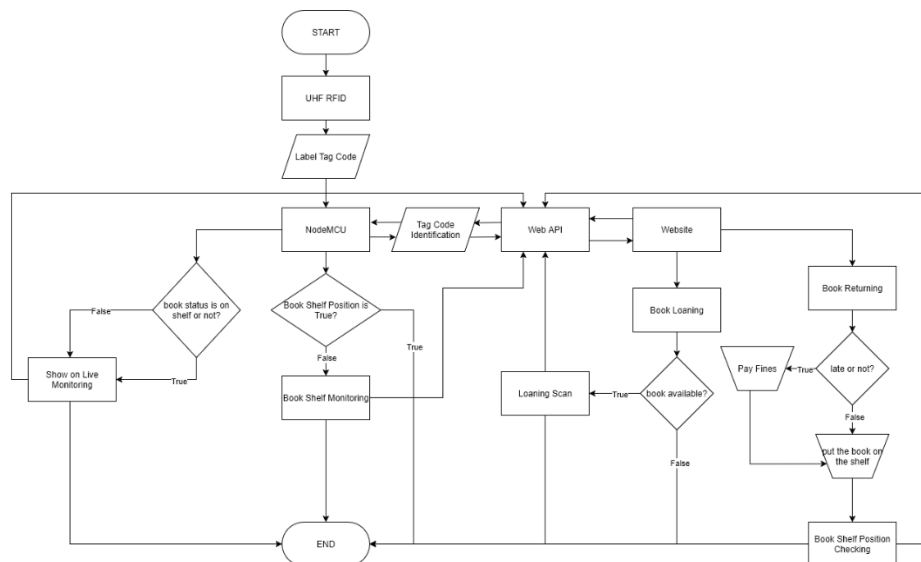 START
UHF RFID
Label Tag Code
NodeMCU
Tag Code
Identification
Web API
Website
book status is on
shelf or not?
Book Shelf Position is
True?
Book Loaning
Book Returning
False
True
True
False
Show on Live
Monitoring
Book Shelf Monitoring
Loaning Scan
True
book available?
False
Pay Fines
True
late or not?
False
put the book on
the shelf
END
Book Shelf Position
Checking